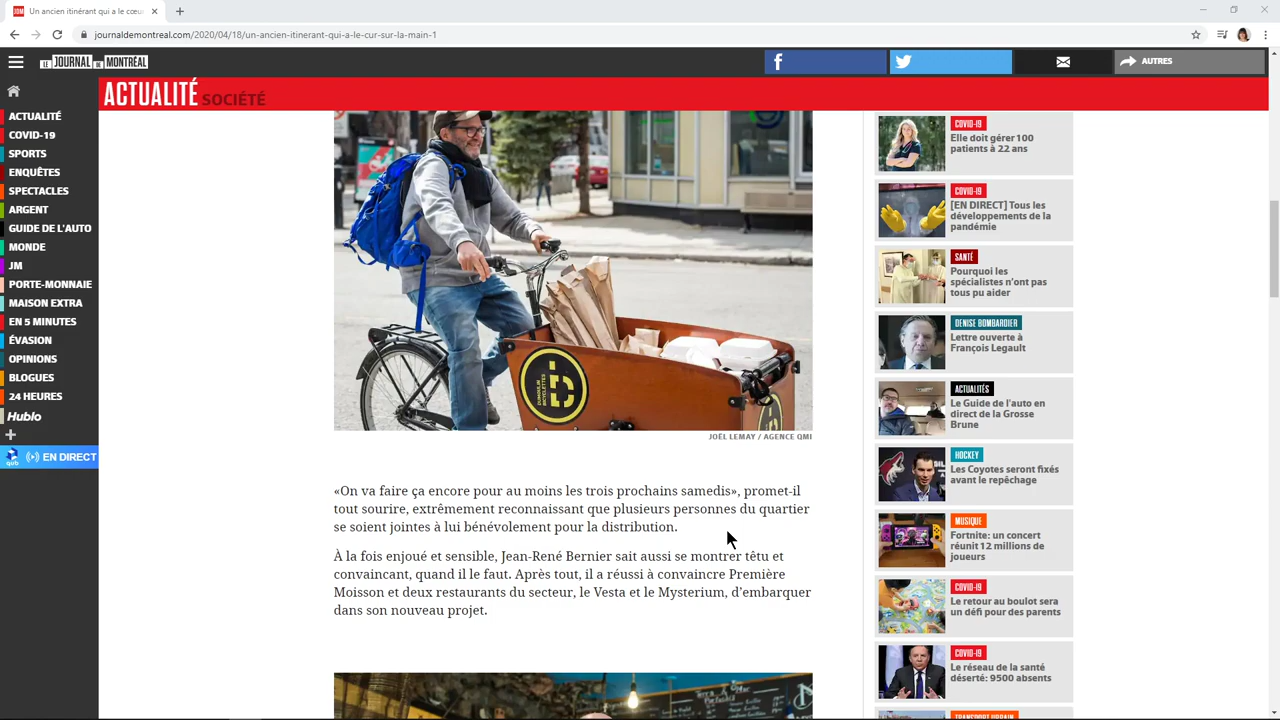 Un ancien itinérant qui a le cœu
journaldemontreal.com/2020/04/18/un-ancien-itinerant-qui-a-le-cur-sur-la-main-1
LE JOURNAL DE MONTRÉAL
AUTRES
ACTUALITÉ SOCIÉTÉ
ACTUALITÉ
COVID-19
SPORTS
ENQUÊTES
SPECTACLES
ARGENT
GUIDE DE L'AUTO
MONDE
JM
PORTE-MONNAIE
MAISON EXTRA
EN 5 MINUTES
ÉVASION
OPINIONS
BLOGUES
24 HEURES
Hublo
qub EN DIRECT
JOËL LEMAY / AGENCE QMI
«On va faire ça encore pour au moins les trois prochains samedis», promet-il
tout sourire, extrêmement reconnaissant que plusieurs personnes du quartier
se soient jointes à lui bénévolement pour la distribution.
À la fois enjoué et sensible, Jean-René Bernier sait aussi se montrer têtu et
convaincant, quand il le faut. Après tout, il a réussi à convaincre Première
Moisson et deux restaurants du secteur, le Vesta et le Mysterium, d’embarquer
dans son nouveau projet.
COVID-19
Elle doit gérer 100
patients à 22 ans
COVID-19
[EN DIRECT] Tous les
développements de la
pandémie
SANTÉ
Pourquoi les
spécialistes n’ont pas
tous pu aider
DENISE BOMBARDIER
Lettre ouverte à
François Legault
ACTUALITÉS
Le Guide de l’auto en
direct de la Grosse
Brune
HOCKEY
Les Coyotes seront fixés
avant le repêchage
MUSIQUE
Fortnite: un concert
réunit 12 millions de
joueurs
COVID-19
Le retour au boulot sera
un défi pour des parents
COVID-19
Le réseau de la santé
déserté: 9500 absents
TRANSPORT URBAIN